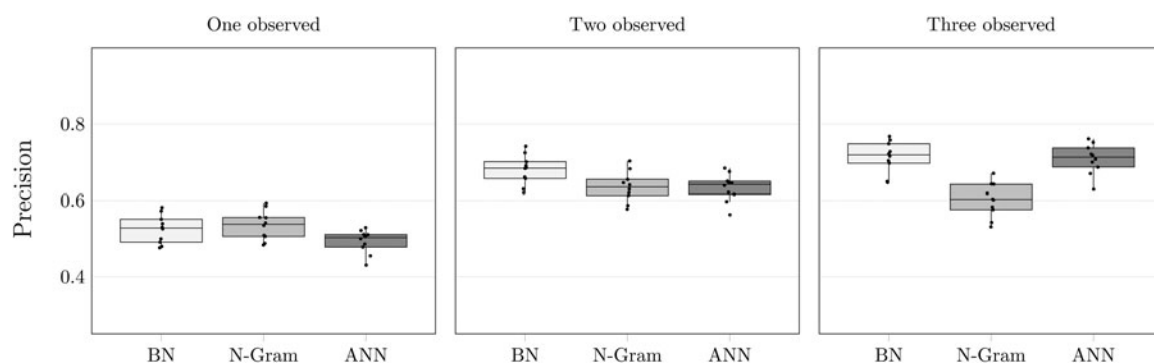 One observed
Two observed
Three observed
Precision
0.8
0.6
0.4
BN N-Gram ANN
BN N-Gram ANN
BN N-Gram ANN